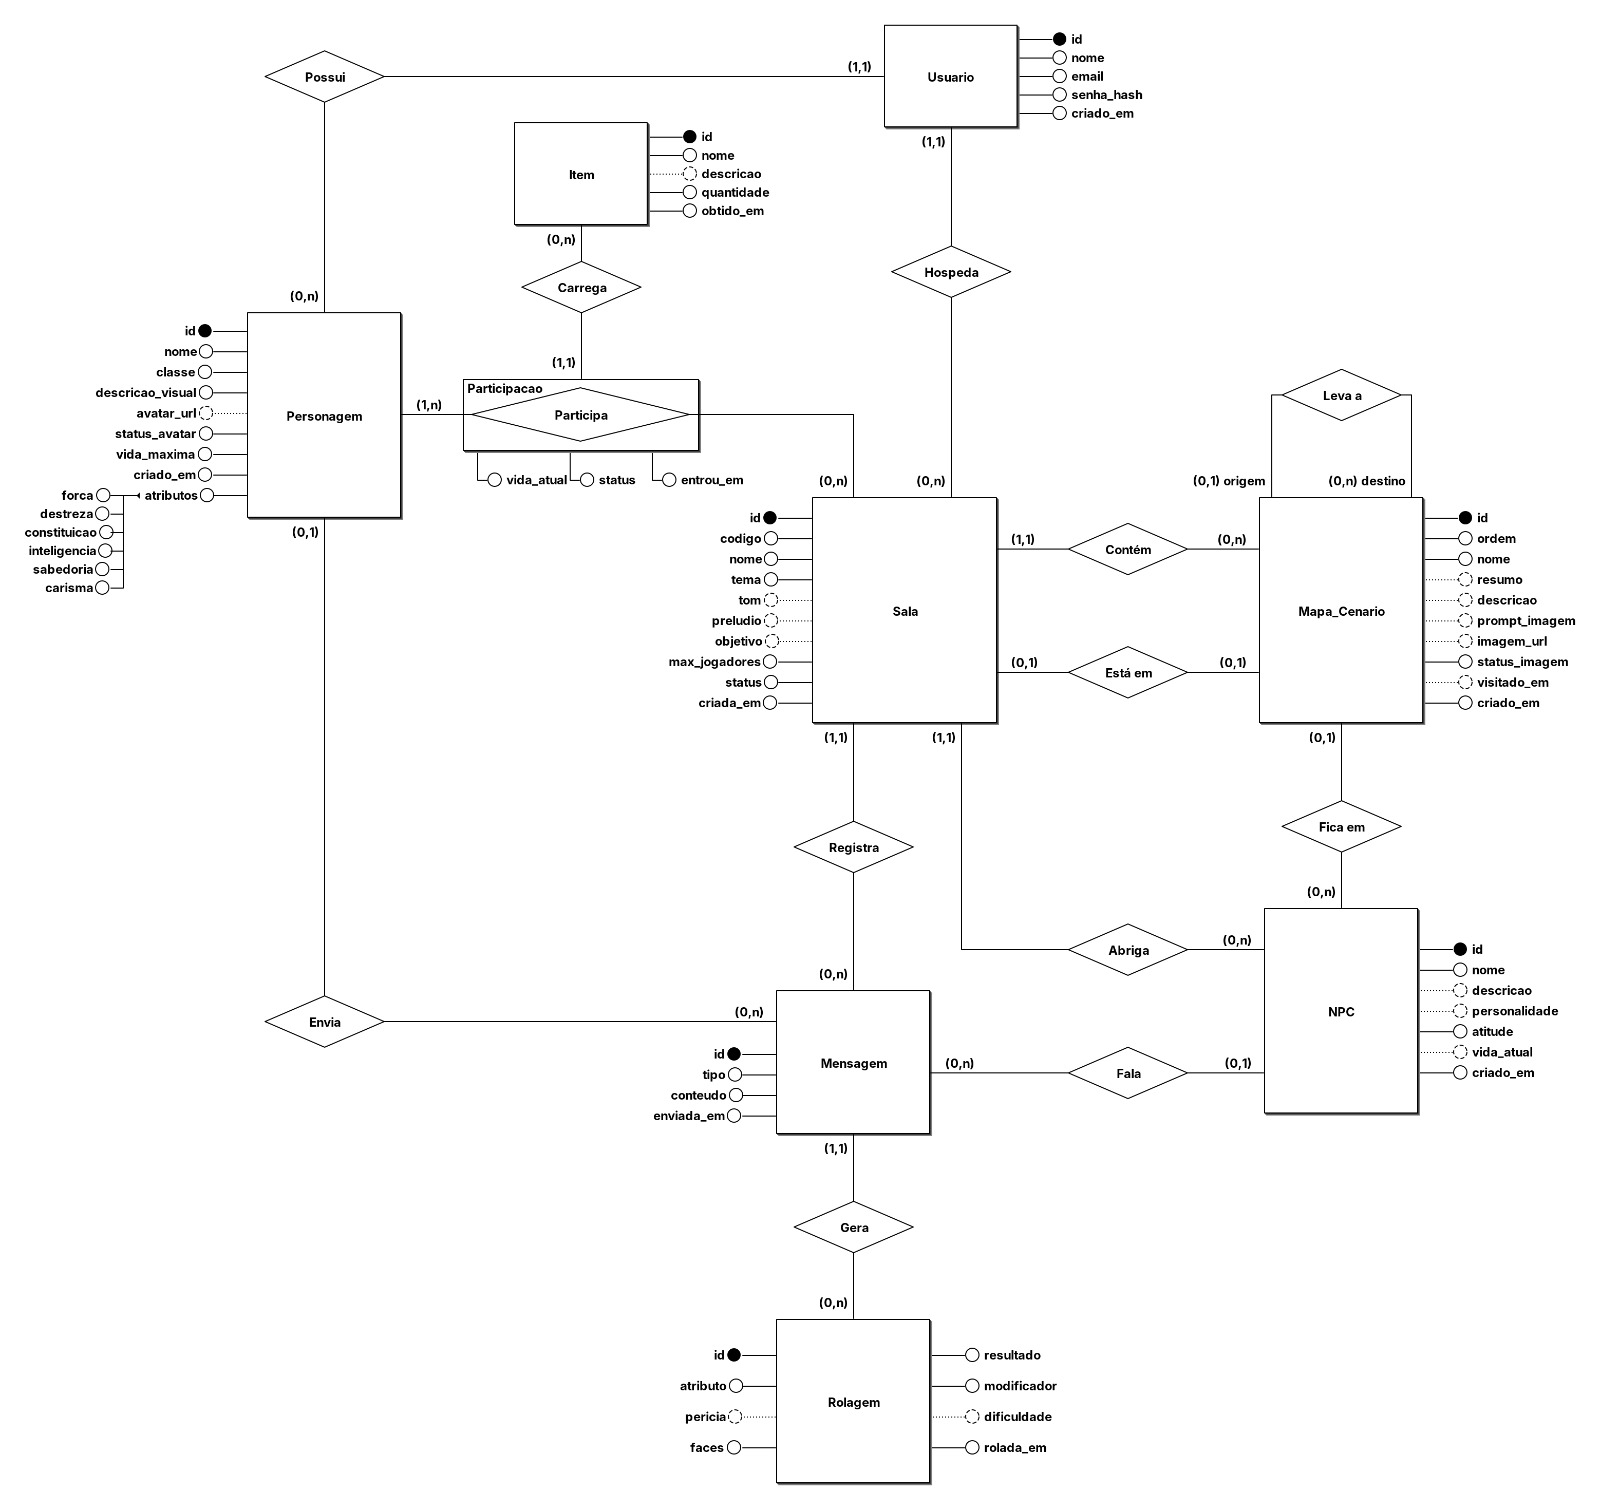 Possui
(1,1)
Usuario
id
nome
email
senha_hash
criado_em
(1,1)
Item
id
nome
descricao
quantidade
obtido_em
(0,n)
Carrega
(1,1)
Hospeda
(0,n)
(0,n)
Personagem
id
nome
classe
descricao_visual
avatar_url
status_avatar
vida_maxima
criado_em
atributos
forca
destreza
constituicao
inteligencia
sabedoria
carisma
(0,1)
(1,n)
Participacao
Participa
vida_atual
status
entrou_em
(0,n)
Leva a
(0,1) origem
(0,n) destino
Sala
id
codigo
nome
tema
tom
preludio
objetivo
max_jogadores
status
criada_em
(1,1)
Contém
(0,n)
(0,1)
Está em
(0,1)
Mapa_Cenario
id
ordem
nome
resumo
descricao
prompt_imagem
imagem_url
status_imagem
visitado_em
criado_em
(1,1)
(1,1)
(0,1)
Registra
Fica em
(0,n)
(0,n)
Abriga
(0,n)
NPC
id
nome
descricao
personalidade
atitude
vida_atual
criado_em
Envia
(0,n)
Mensagem
id
tipo
conteudo
enviada_em
(0,n)
Fala
(0,1)
(1,1)
Gera
(0,n)
Rolagem
id
atributo
pericia
faces
resultado
modificador
dificuldade
rolada_em